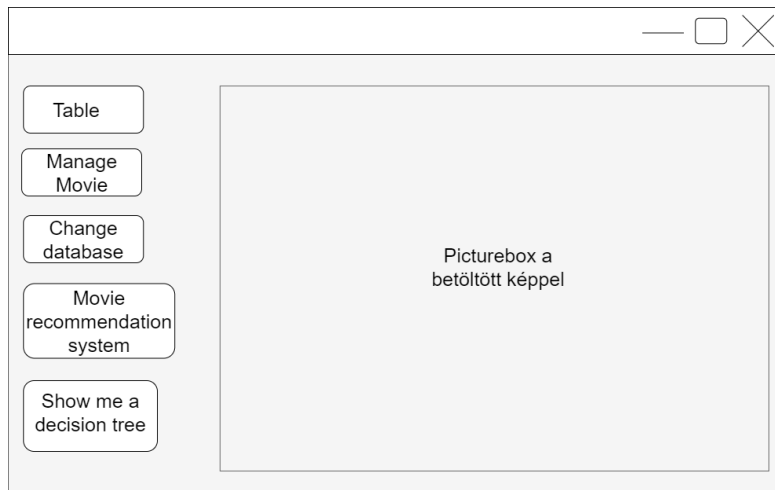 Table
Manage
Movie
Change
database
Movie
recommendation
system
Show me a
decision tree
Picturebox a
betöltött képpel